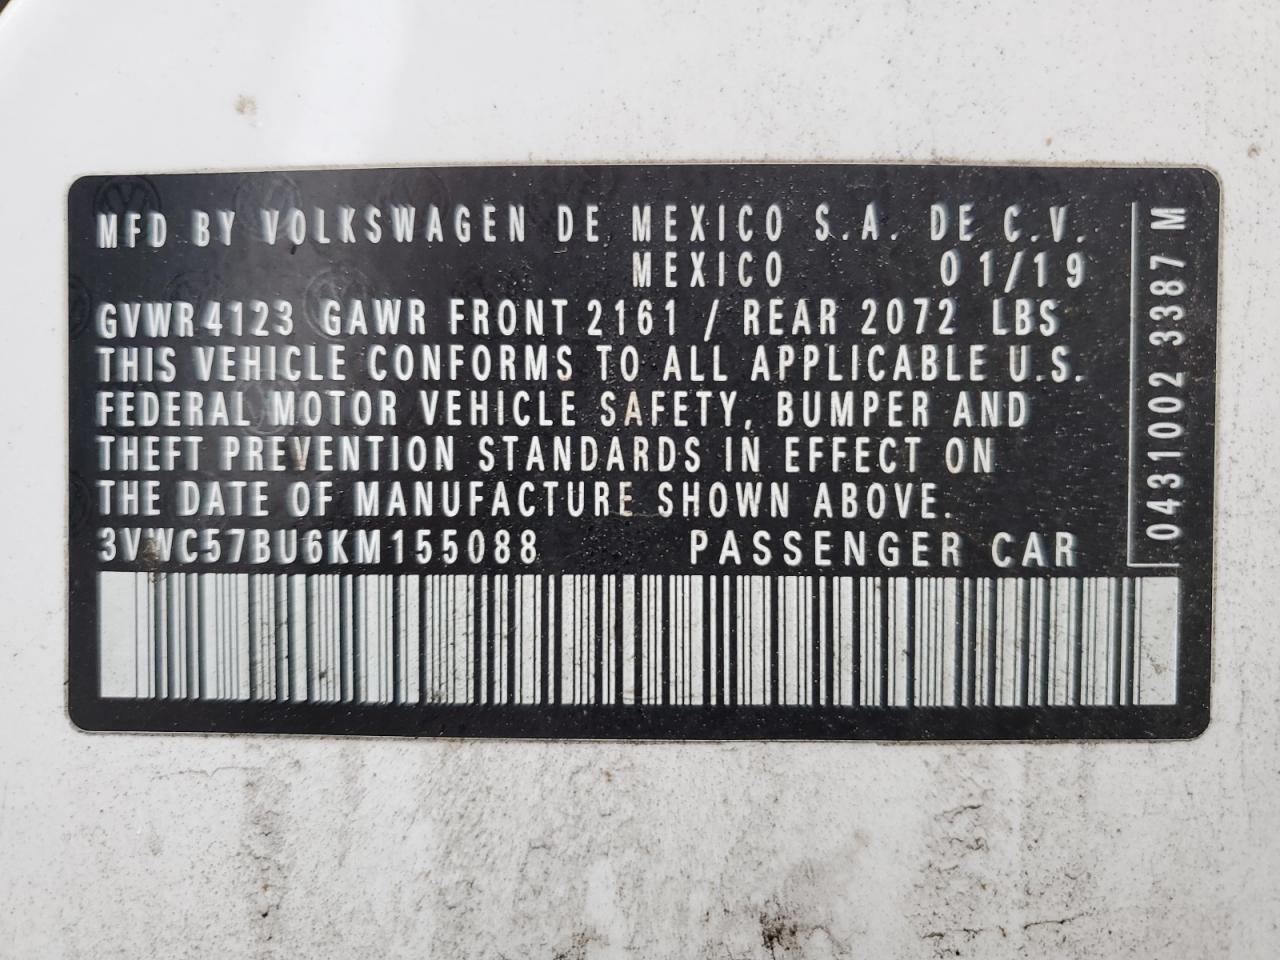 MFD BY VOLKSWAGEN DE MEXICO S.A. DE C.V.
MEXICO 01/19
GVWR 4123 GAWR FRONT 2161 / REAR 2072 LBS
THIS VEHICLE CONFORMS TO ALL APPLICABLE U.S.
FEDERAL MOTOR VEHICLE SAFETY, BUMPER AND
THEFT PREVENTION STANDARDS IN EFFECT ON
THE DATE OF MANUFACTURE SHOWN ABOVE.
3VWC57BU6KM155088 PASSENGER CAR
0431002 3387 M